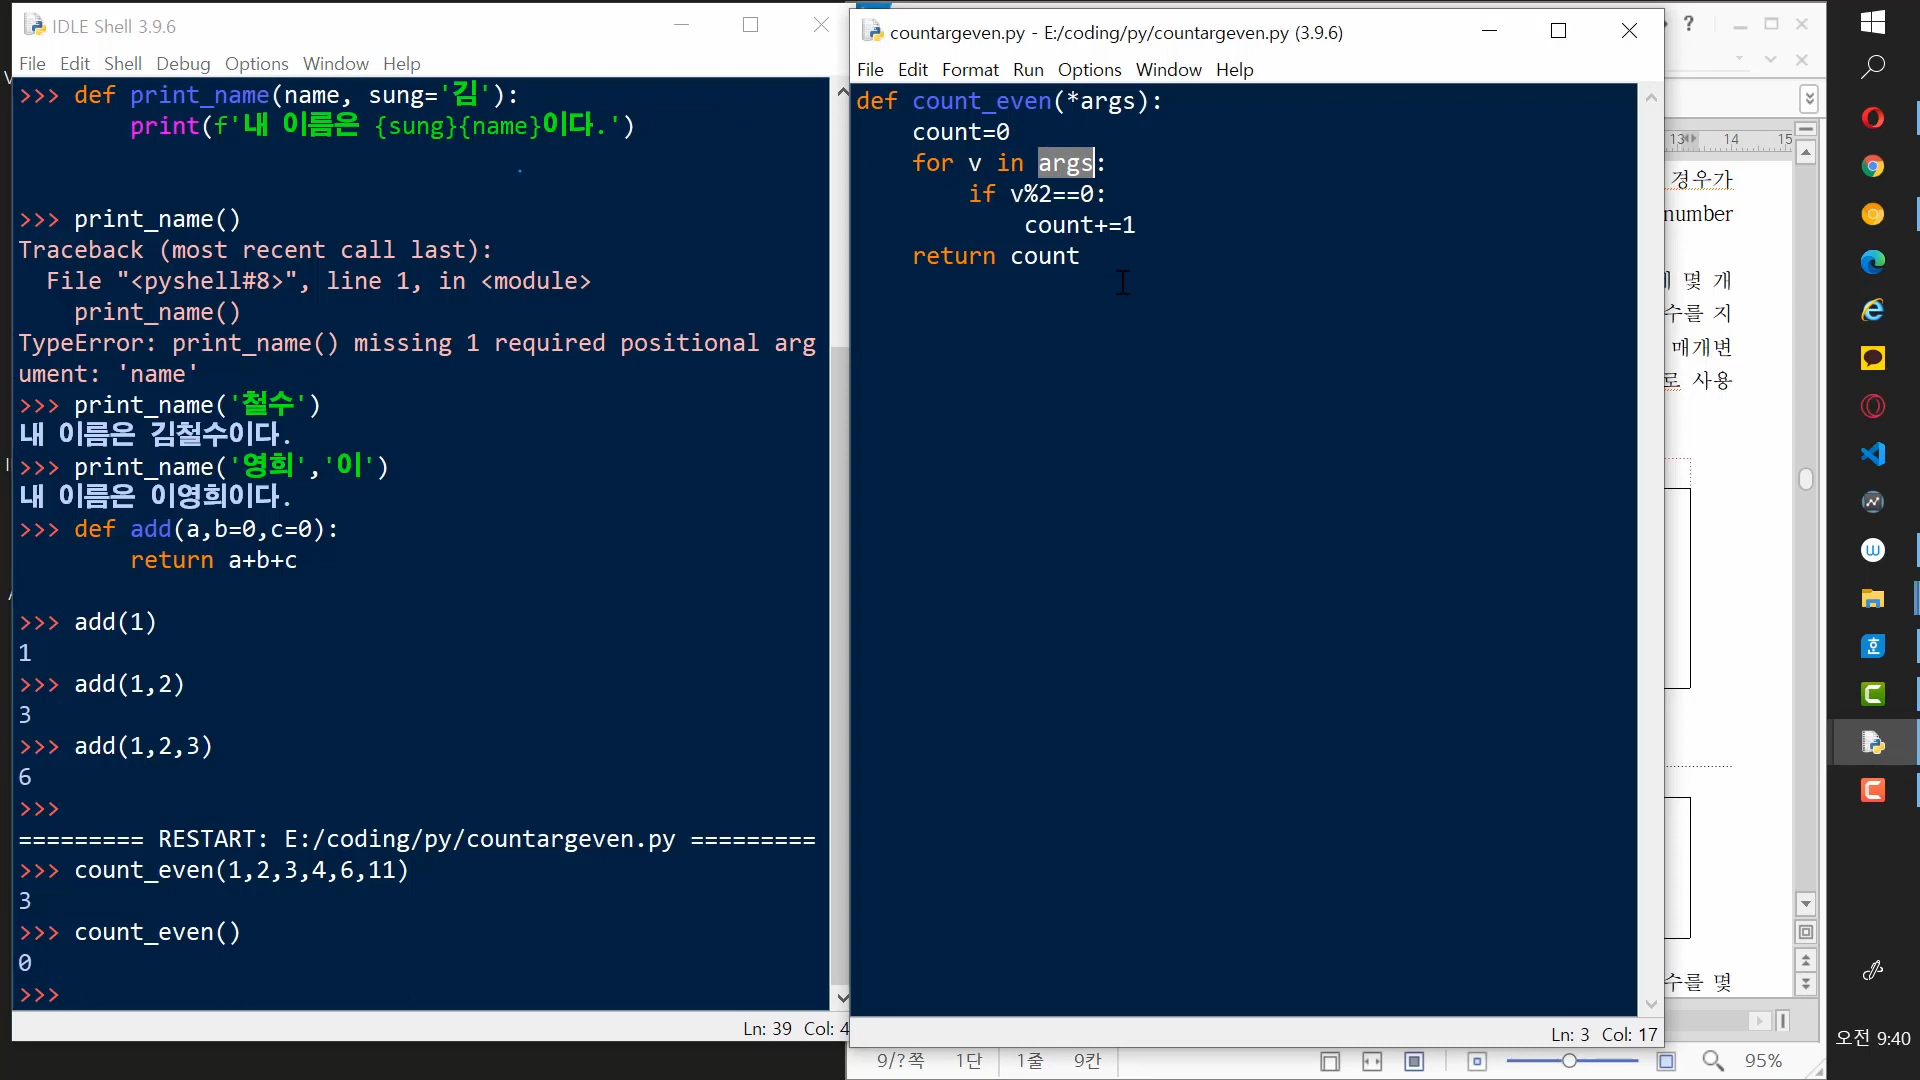 IDLE Shell 3.9.6
File Edit Shell Debug Options Window Help
>>> def print_name(name, sung='김'):
print(f'내 이름은 {sung}{name}이다.')
>>> print_name()
Traceback (most recent call last):
File "<pyshell#8>", line 1, in <module>
print_name()
TypeError: print_name() missing 1 required positional arg
ument: 'name'
>>> print_name('철수')
내 이름은 김철수이다.
>>> print_name('영희','이')
내 이름은 이영희이다.
>>> def add(a,b=0,c=0):
return a+b+c
>>> add(1)
1
>>> add(1,2)
3
>>> add(1,2,3)
6
>>>
========= RESTART: E:/coding/py/countargeven.py =========
>>> count_even(1,2,3,4,6,11)
3
>>> count_even()
0
>>>
Ln: 39 Col: 4
countargeven.py - E:/coding/py/countargeven.py (3.9.6)
File Edit Format Run Options Window Help
def count_even(*args):
count=0
for v in args:
if v%2==0:
count+=1
return count
Ln: 3 Col: 17
13 14 15
경우가
number
몇 개
수를 지
매개변
로 사용
수를 몇
9/?쪽 1단 1줄 9칸 95%
오전 9:40